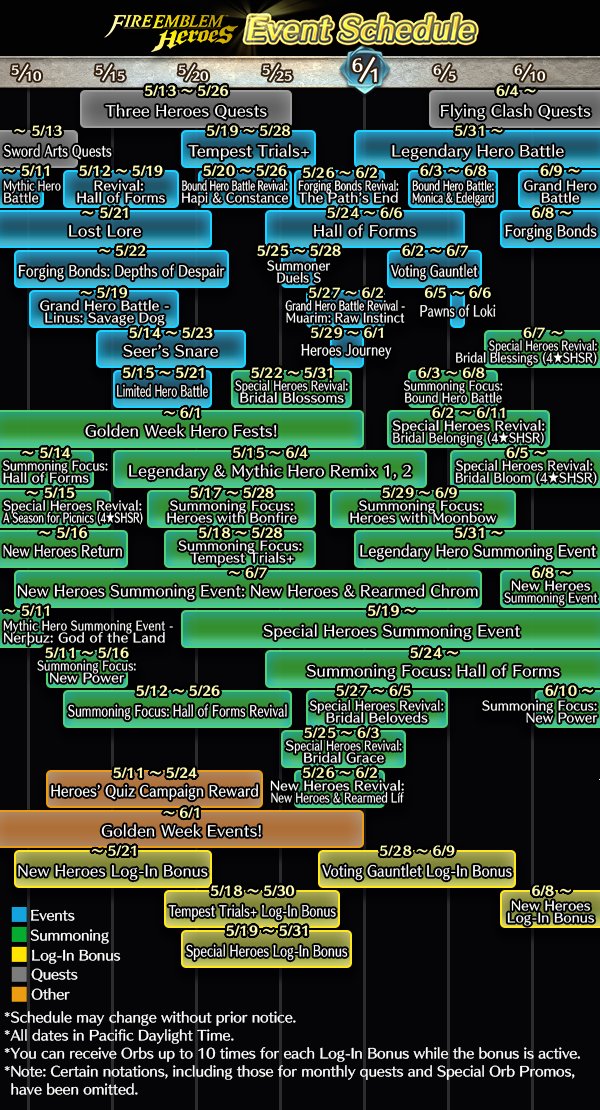 FIRE EMBLEM
Heroes
Event Schedule
5/10
5/15
5/20
5/25
6/1
6/5
6/10
5/13 ～ 5/26
Three Heroes Quests
6/4 ～
Flying Clash Quests
～ 5/13
Sword Arts Quests
5/19 ～ 5/28
Tempest Trials+
5/31 ～
Legendary Hero Battle
～ 5/11
Mythic Hero
Battle
5/12 ～ 5/19
Revival:
Hall of Forms
5/20 ～ 5/26
Bound Hero Battle Revival:
Hapi & Constance
5/26 ～ 6/2
Forging Bonds Revival:
The Path's End
6/3 ～ 6/8
Bound Hero Battle:
Monica & Edelgard
6/9 ～
Grand Hero
Battle
～ 5/21
Lost Lore
5/24 ～ 6/6
Hall of Forms
6/8 ～
Forging Bonds
～ 5/22
Forging Bonds: Depths of Despair
5/25 ～ 5/28
Summoner
Duels S
6/2 ～ 6/7
Voting Gauntlet
～ 5/19
Grand Hero Battle -
Linus: Savage Dog
5/27 ～ 6/2
Grand Hero Battle Revival -
Muarim: Raw Instinct
6/5 ～ 6/6
Pawns of Loki
5/14 ～ 5/23
Seer's Snare
5/29 ～ 6/1
Heroes Journey
6/7 ～
Special Heroes Revival:
Bridal Blessings (4★SHSR)
5/15 ～ 5/21
Limited Hero Battle
5/22 ～ 5/31
Special Heroes Revival:
Bridal Blossoms
6/3 ～ 6/8
Summoning Focus:
Bound Hero Battle
～ 6/1
Golden Week Hero Fests!
6/2 ～ 6/11
Special Heroes Revival:
Bridal Belonging (4★SHSR)
～ 5/14
Summoning Focus:
Hall of Forms
5/15 ～ 6/4
Legendary & Mythic Hero Remix 1, 2
6/5 ～
Special Heroes Revival:
Bridal Bloom (4★SHSR)
～ 5/15
Special Heroes Revival:
A Season for Picnics (4★SHSR)
5/17 ～ 5/28
Summoning Focus:
Heroes with Bonfire
5/29 ～ 6/9
Summoning Focus:
Heroes with Moonbow
～ 5/16
New Heroes Return
5/18 ～ 5/28
Summoning Focus:
Tempest Trials+
5/31 ～
Legendary Hero Summoning Event
～ 6/7
New Heroes Summoning Event: New Heroes & Rearmed Chrom
6/8～
New Heroes
Summoning Event
～ 5/11
Mythic Hero Summoning Event -
Nerpuz: God of the Land
5/19 ～
Special Heroes Summoning Event
5/11 ～ 5/16
Summoning Focus:
New Power
5/24 ～
Summoning Focus: Hall of Forms
5/12 ～ 5/26
Summoning Focus: Hall of Forms Revival
5/27 ～ 6/5
Special Heroes Revival:
Bridal Beloveds
6/10 ～
Summoning Focus:
New Power
5/25 ～ 6/3
Special Heroes Revival:
Bridal Grace
5/11 ～ 5/24
Heroes' Quiz Campaign Reward
5/26 ～ 6/2
New Heroes Revival:
New Heroes & Rearmed Líf
～ 6/1
Golden Week Events!
～ 5/21
New Heroes Log-In Bonus
5/28 ～ 6/9
Voting Gauntlet Log-In Bonus
5/18 ～ 5/30
Tempest Trials+ Log-In Bonus
6/8 ～
New Heroes
Log-In Bonus
5/19 ～ 5/31
Special Heroes Log-In Bonus
Events
Summoning
Log-In Bonus
Quests
Other
*Schedule may change without prior notice.
*All dates in Pacific Daylight Time.
*You can receive Orbs up to 10 times for each Log-In Bonus while the bonus is active.
*Note: Certain notations, including those for monthly quests and Special Orb Promos,
have been omitted.